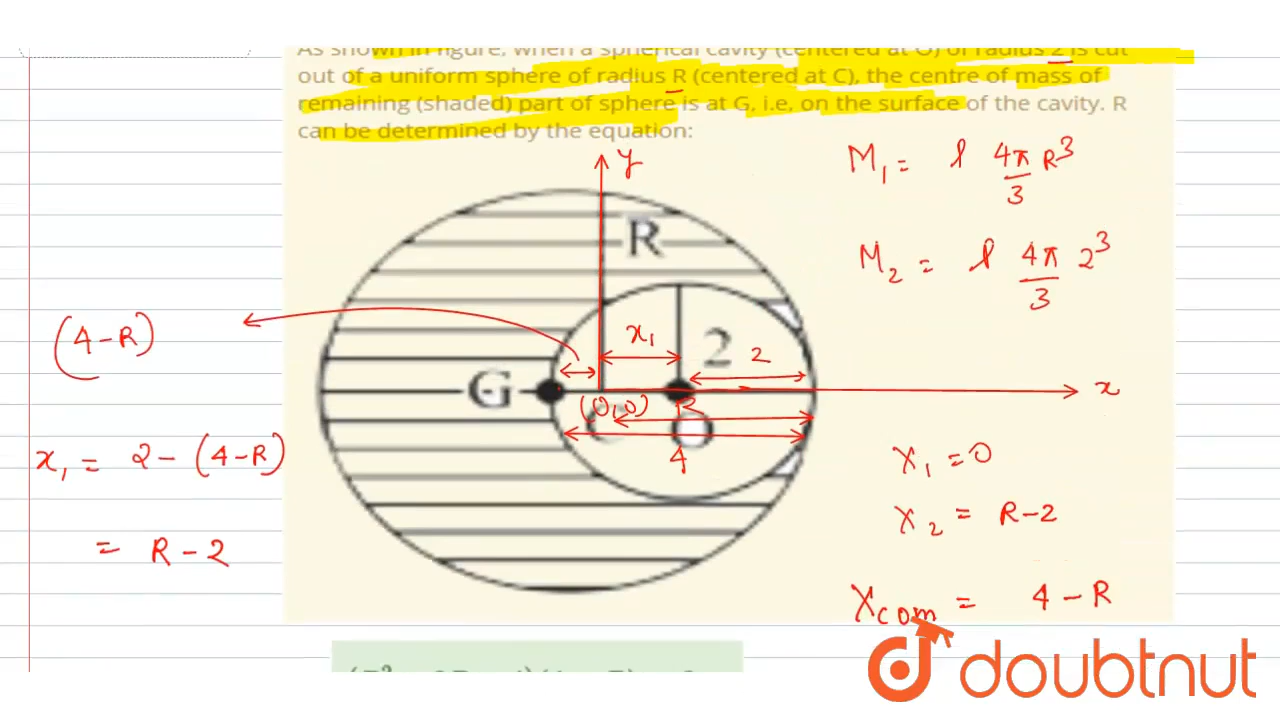 As shown in figure, when a spherical cavity (centered at O) of radius 2 is cut
out of a uniform sphere of radius R (centered at C), the centre of mass of
remaining (shaded) part of sphere is at G, i.e, on the surface of the cavity. R
can be determined by the equation:
y
M₁ = ρ 4π/3 R³
R
M₂ = ρ 4π/3 2³
(4-R)
x₁
2
2
G
x
(0,0)
R
C
O
4
x₁ = 2 - (4-R)
= R - 2
X₁ = 0
X₂ = R-2
Xcom = 4 - R
doubtnut